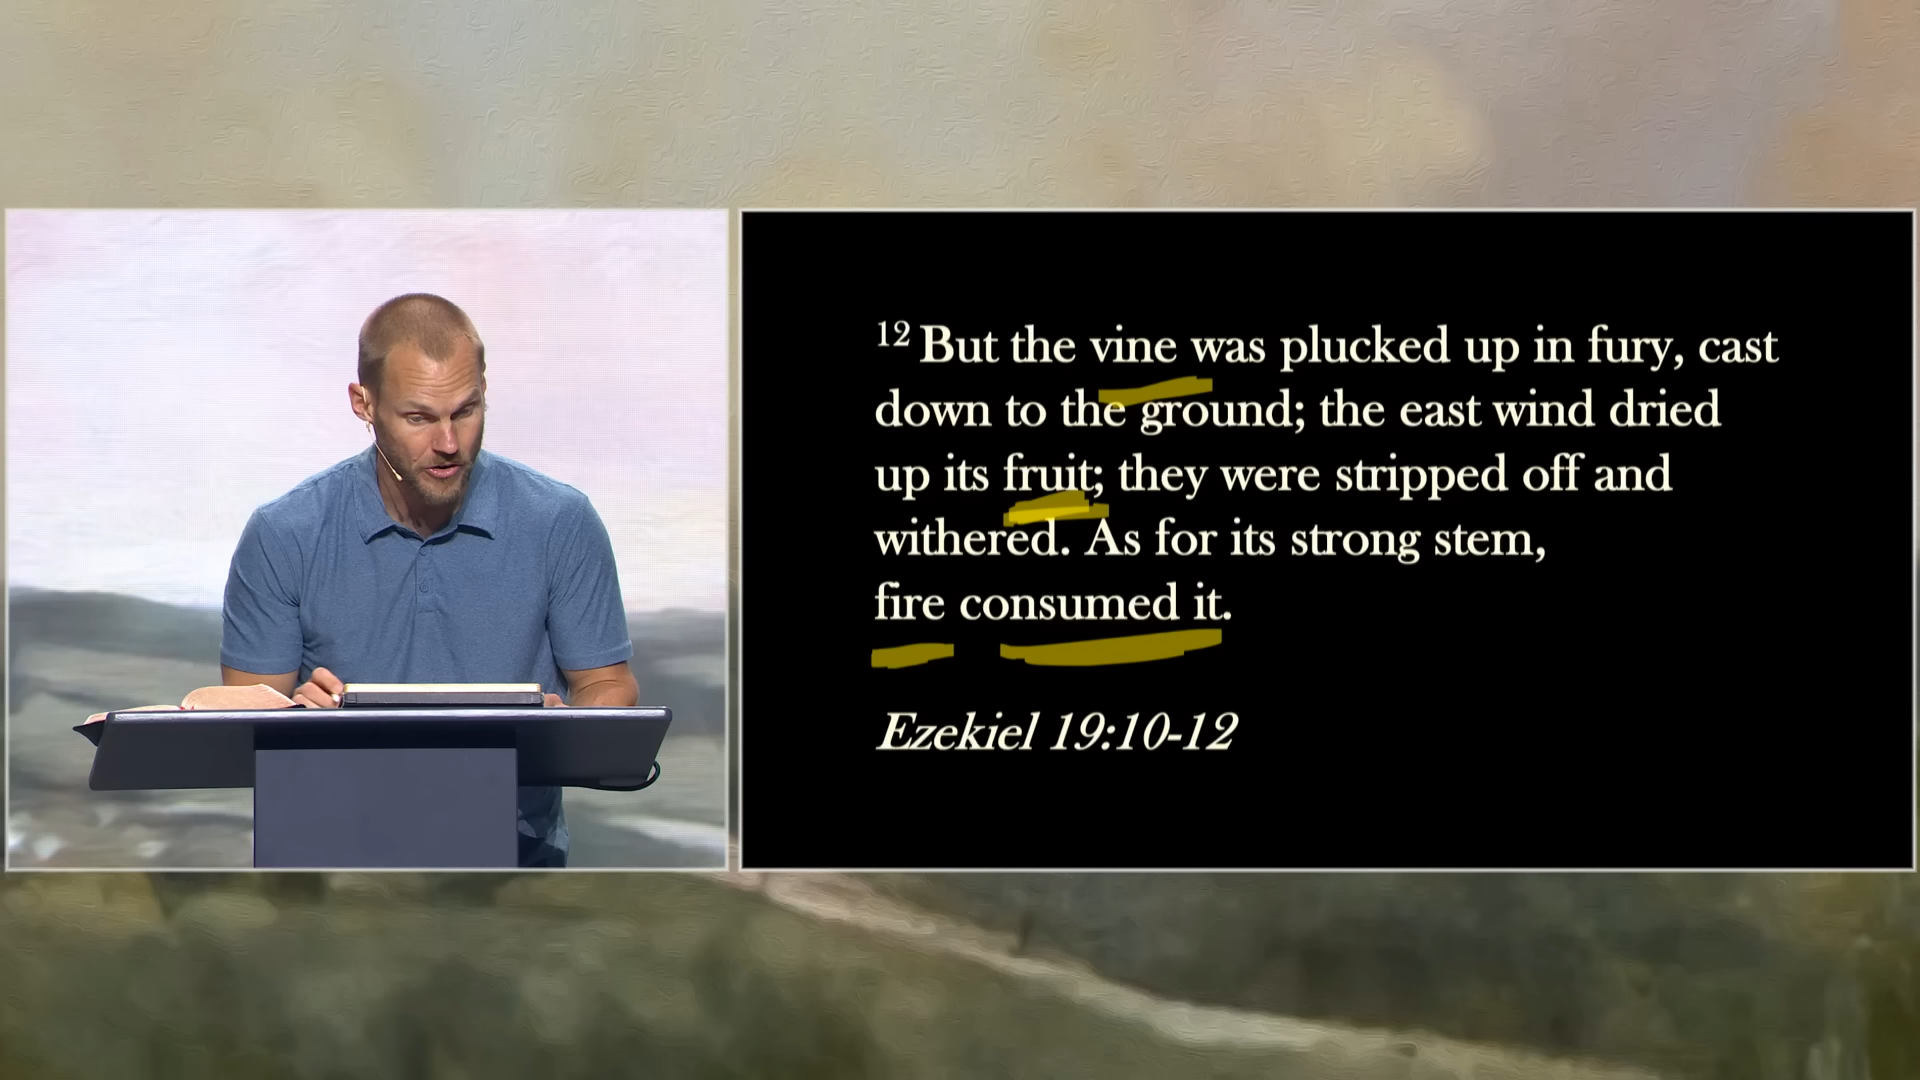 12 But the vine was plucked up in fury, cast
down to the ground; the east wind dried
up its fruit; they were stripped off and
withered. As for its strong stem,
fire consumed it.
Ezekiel 19:10-12